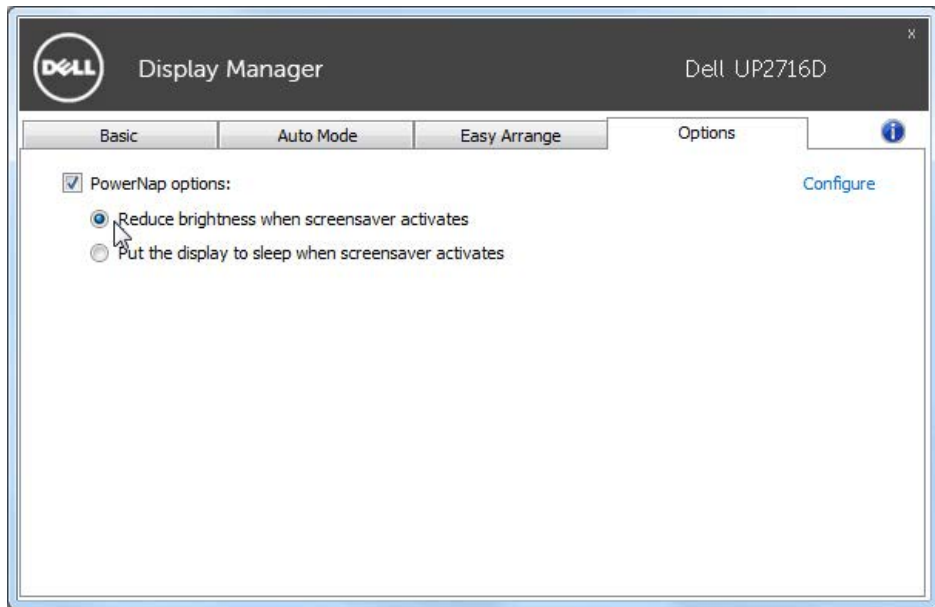 DELL
Display Manager
Dell UP2716D
x
Basic
Auto Mode
Easy Arrange
Options
i
PowerNap options:
Configure
Reduce brightness when screensaver activates
Put the display to sleep when screensaver activates